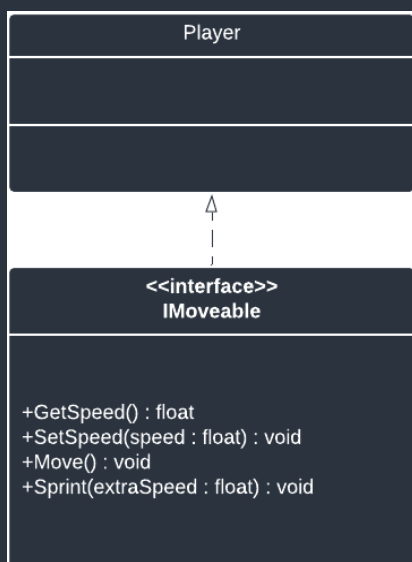 Player
<<interface>>
IMoveable
+GetSpeed() : float
+SetSpeed(speed : float) : void
+Move() : void
+Sprint(extraSpeed : float) : void